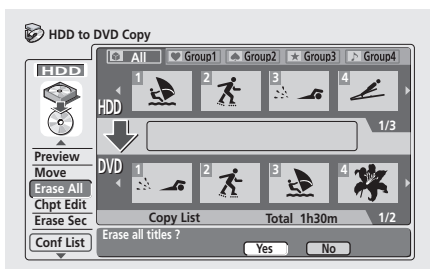 HDD to DVD Copy
All Group1 Group2 Group3 Group4
HDD
1 2 3 4
HDD
1/3
DVD
1 2 3 4
Preview
Move
Erase All
Chpt Edit
Erase Sec
Conf List
Copy List Total 1h30m 1/2
Erase all titles ?
Yes No